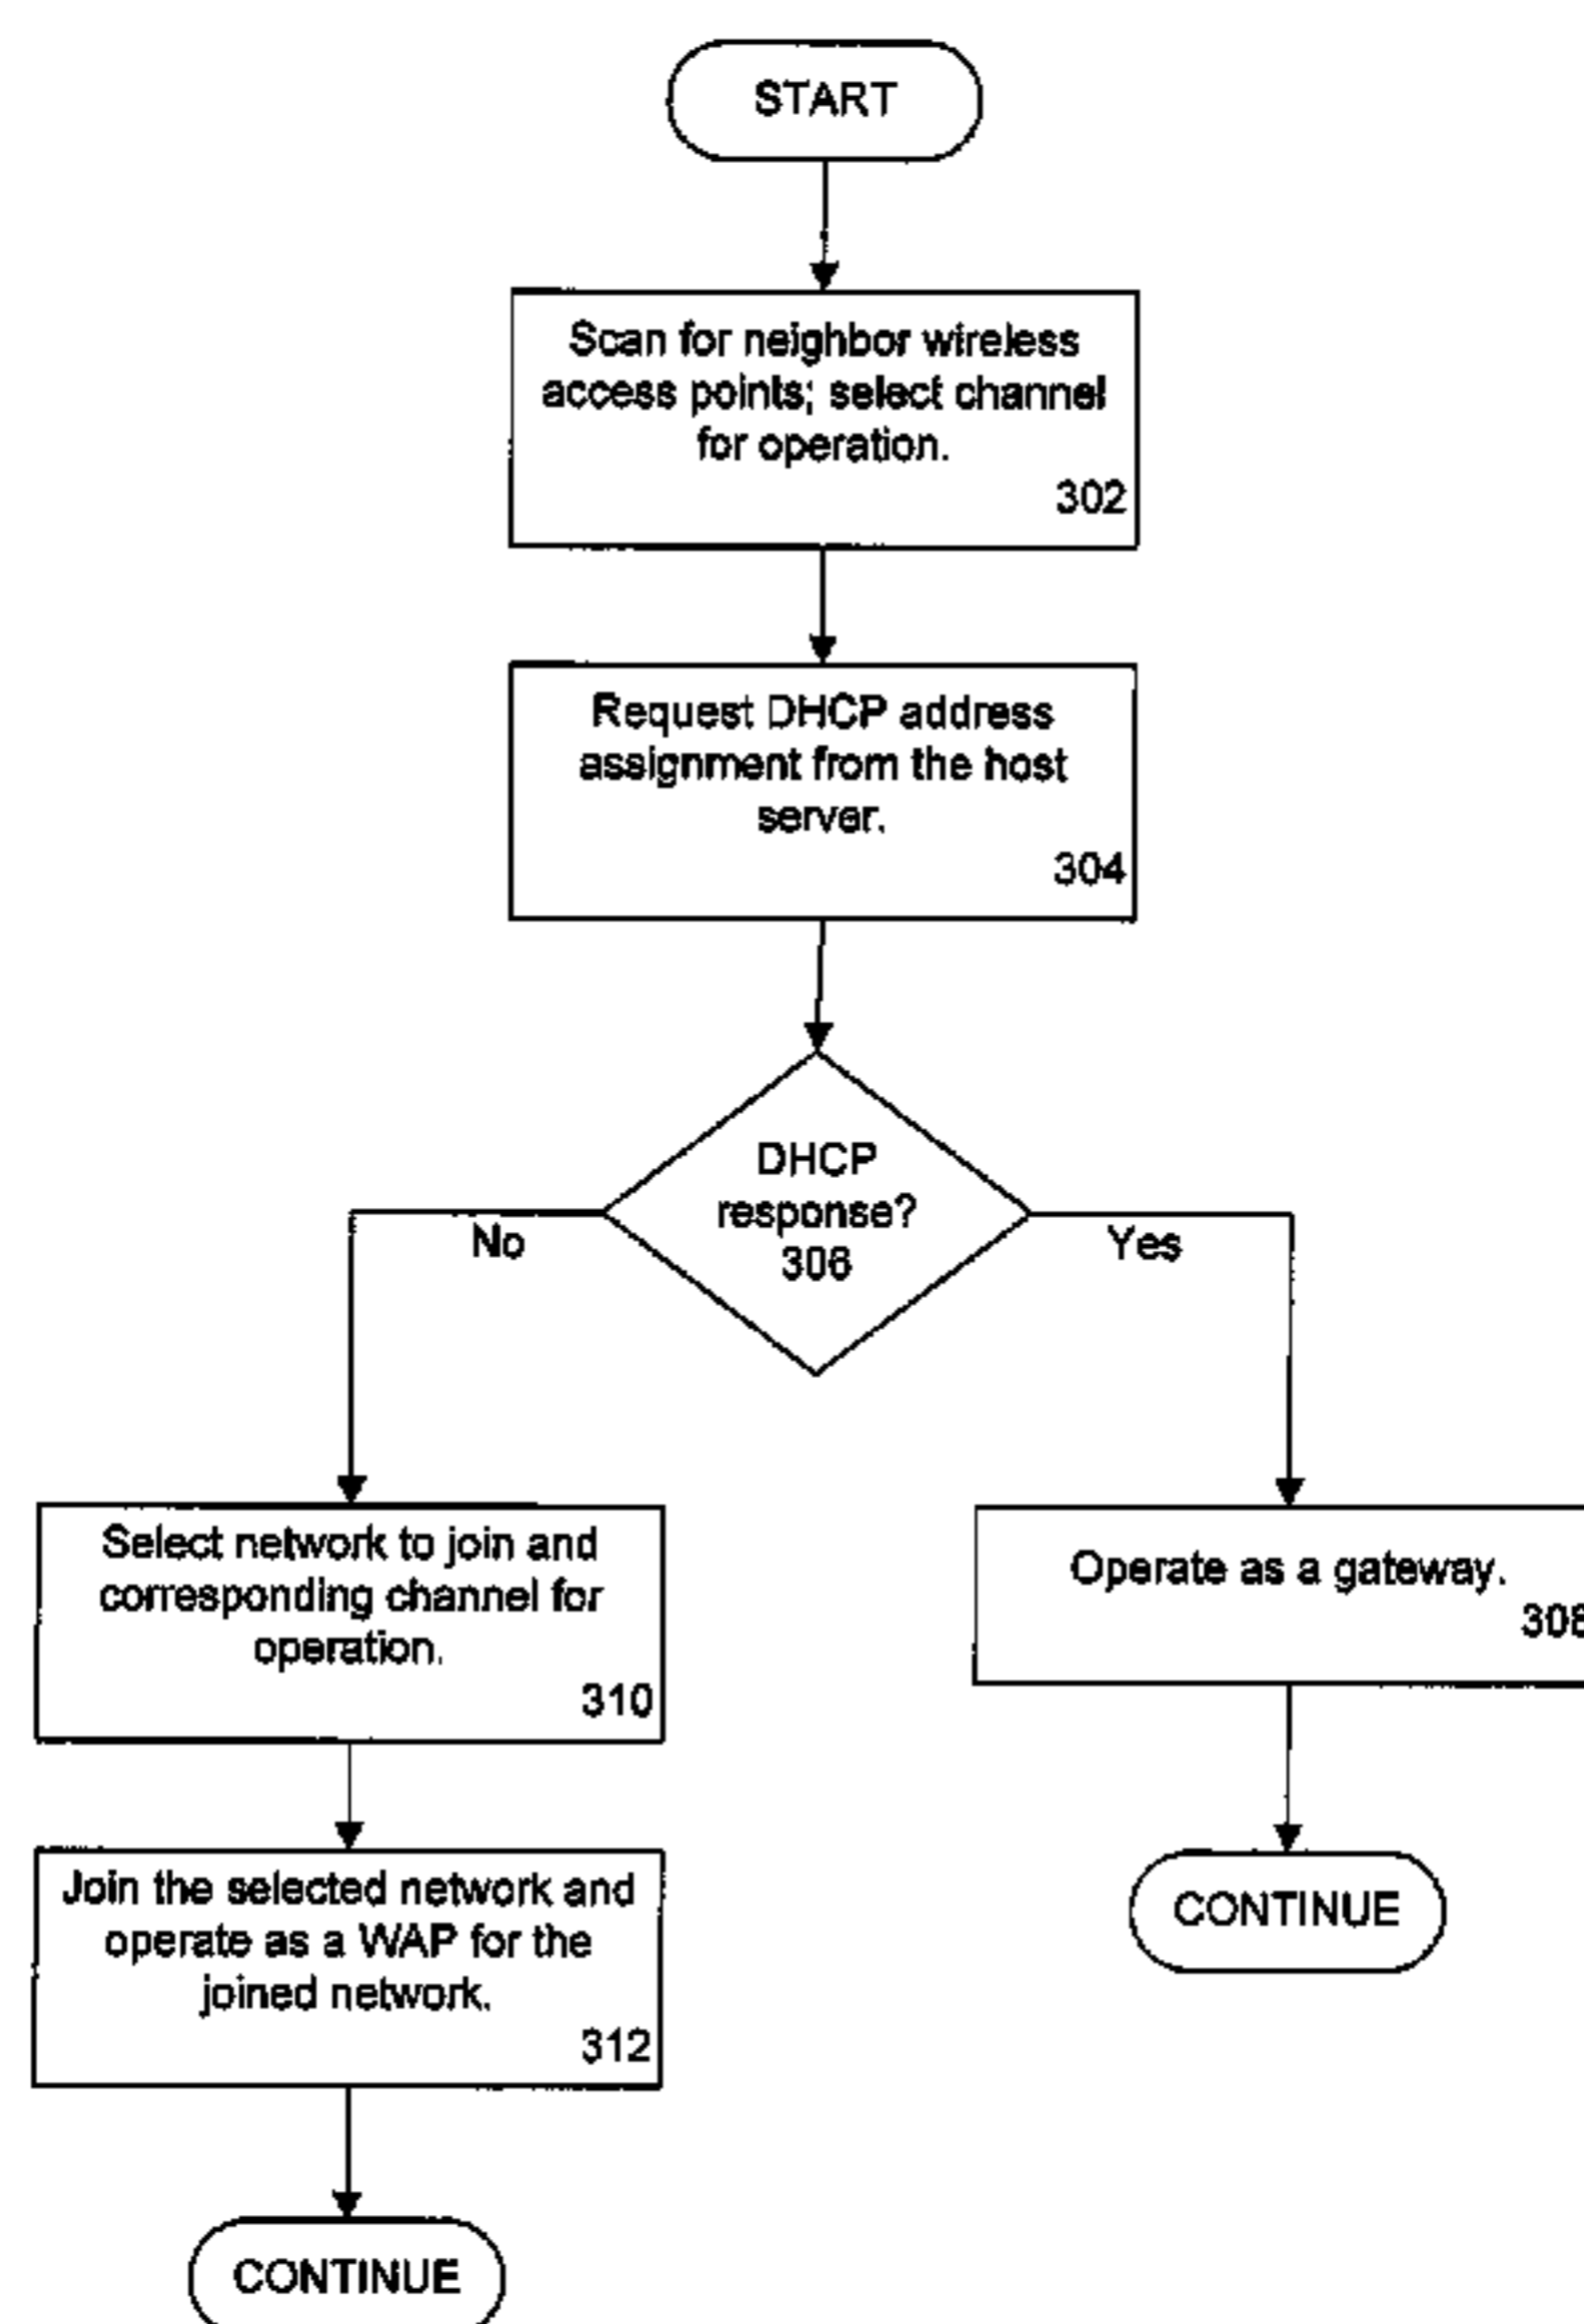 START
Scan for neighbor wireless
access points; select channel
for operation.
302
Request DHCP address
assignment from the host
server.
304
DHCP
response?
306
No
Yes
Select network to join and
corresponding channel for
operation.
310
Operate as a gateway.
308
Join the selected network and
operate as a WAP for the
joined network.
312
CONTINUE
CONTINUE